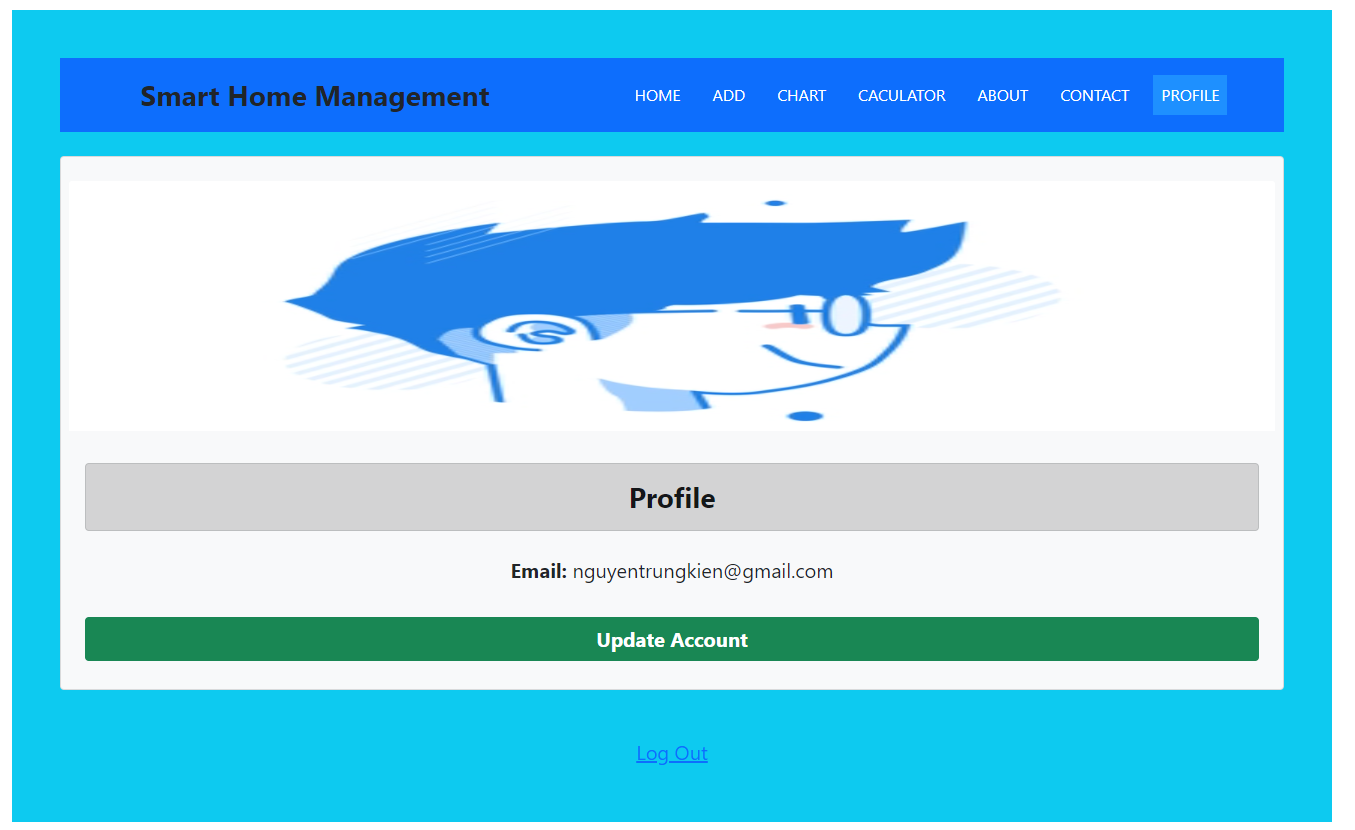 Smart Home Management
HOME ADD CHART CACULATOR ABOUT CONTACT PROFILE
Profile
Email: nguyentrungkien@gmail.com
Update Account
Log Out